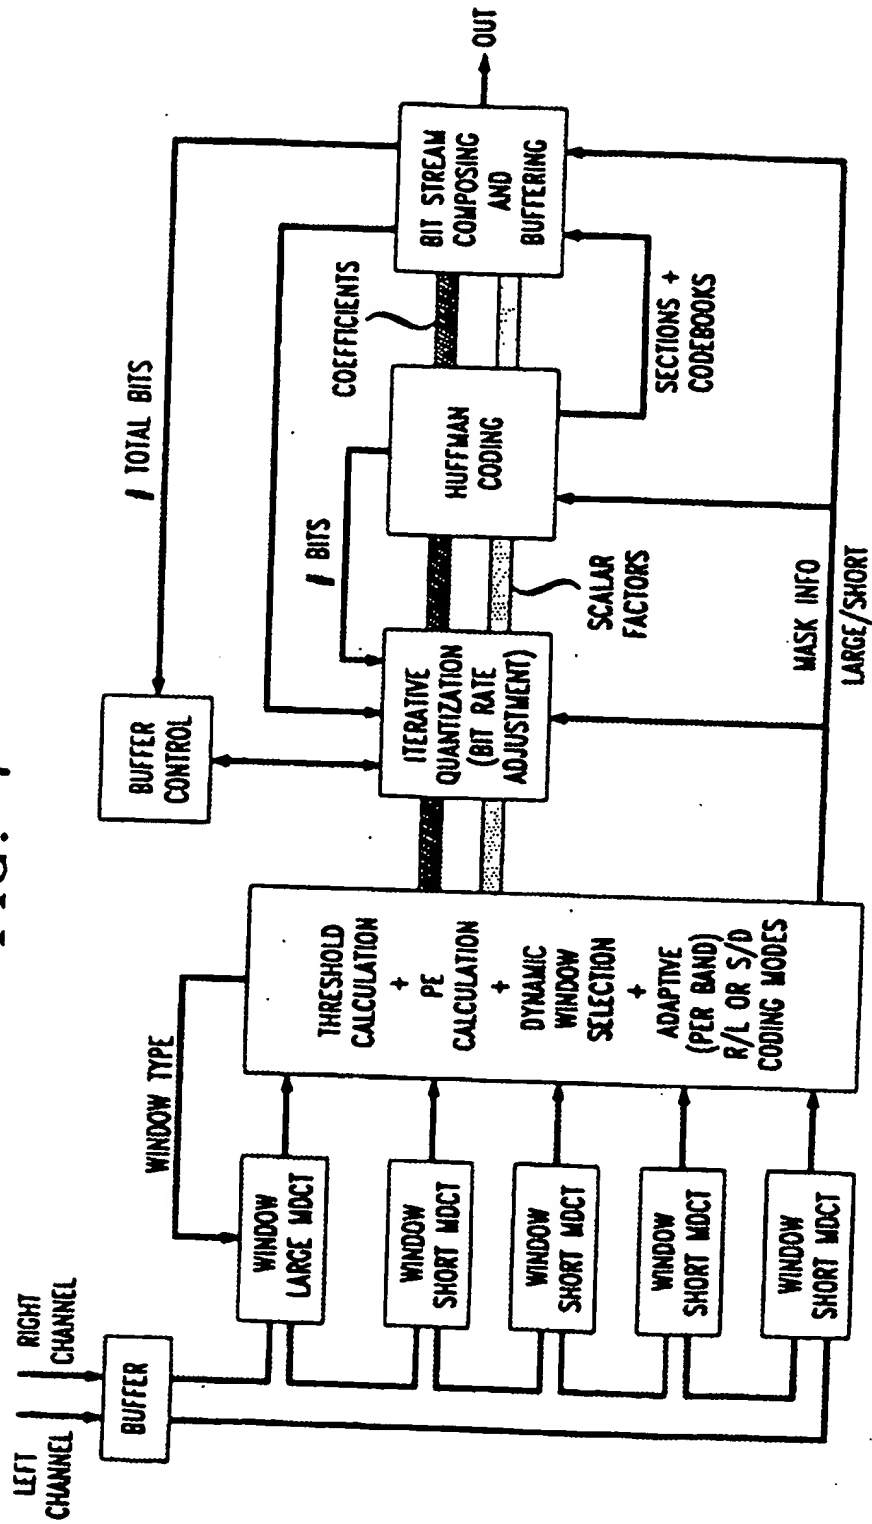 LEFT
CHANNEL
RIGHT
CHANNEL
BUFFER
WINDOW TYPE
WINDOW
LARGE MDCT
WINDOW
SHORT MDCT
WINDOW
SHORT MDCT
WINDOW
SHORT MDCT
WINDOW
SHORT MDCT
THRESHOLD
CALCULATION
+
PE
CALCULATION
+
DYNAMIC
WINDOW
SELECTION
+
ADAPTIVE
(PER BAND)
R/L OR S/D
CODING MODES
BUFFER
CONTROL
# TOTAL BITS
ITERATIVE
QUANTIZATION
(BIT RATE
ADJUSTMENT)
# BITS
SCALAR
FACTORS
HUFFMAN
CODING
COEFFICIENTS
SECTIONS +
CODEBOOKS
BIT STREAM
COMPOSING
AND
BUFFERING
OUT
MASK INFO
LARGE/SHORT